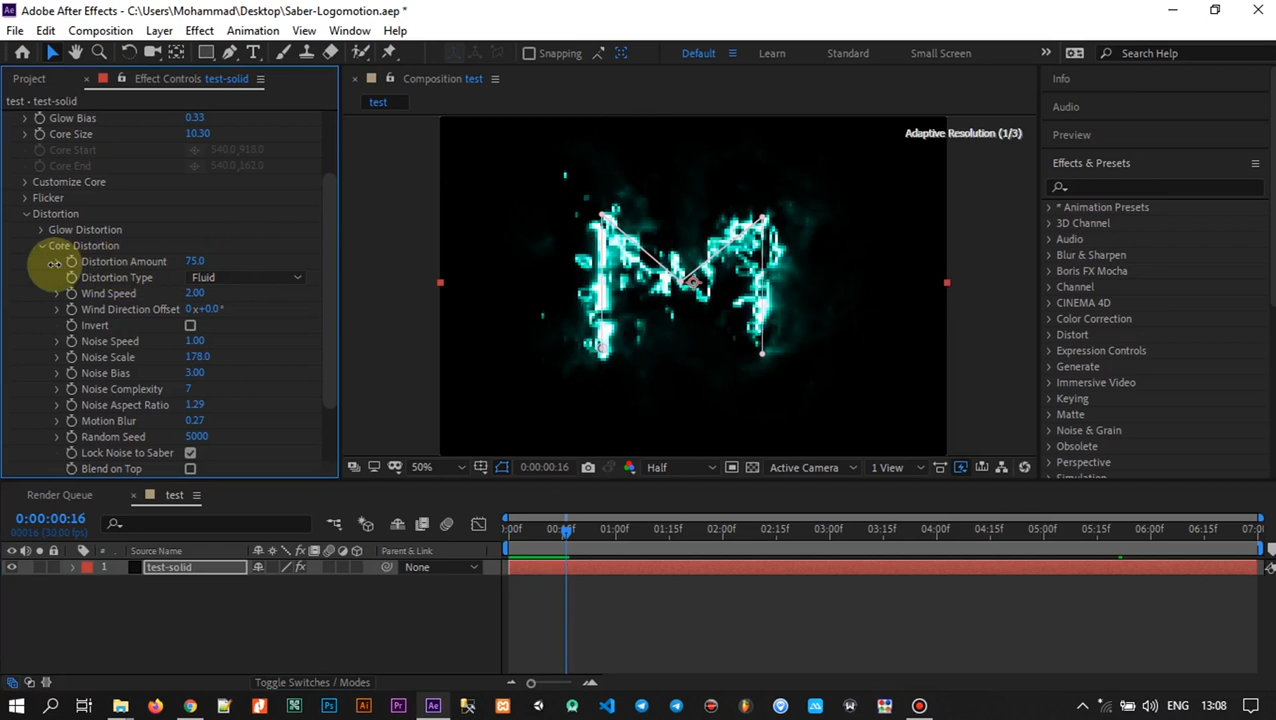 Ae Adobe After Effects - C:\Users\Mohammad\Desktop\Saber-Logomotion.aep *
File Edit Composition Layer Effect Animation View Window Help
Snapping Default Learn Standard Small Screen Search Help
Project Effect Controls test-solid Composition test Info
test • test-solid test Audio
Glow Bias 0.33
Core Size 10.30 Adaptive Resolution (1/3) Preview
Core Start 540.0,918.0
Core End 540.0,162.0 Effects & Presets
Customize Core
Flicker * Animation Presets
Distortion 3D Channel
Glow Distortion Audio
Core Distortion Blur & Sharpen
Distortion Amount 75.0 Boris FX Mocha
Distortion Type Fluid Channel
Wind Speed 2.00 CINEMA 4D
Wind Direction Offset 0x+0.0° Color Correction
Invert Distort
Noise Speed 1.00 Expression Controls
Noise Scale 178.0 Generate
Noise Bias 3.00 Immersive Video
Noise Complexity 7 Keying
Noise Aspect Ratio 1.29 Matte
Motion Blur 0.27 Noise & Grain
Random Seed 5000 Obsolete
Lock Noise to Saber Perspective
Blend on Top 50% 0:00:00:16 Half Active Camera 1 View
Render Queue test
0:00:00:16
00016 (30.00 fps) :00f 01:00f 01:15f 02:00f 02:15f 03:00f 03:15f 04:00f 04:15f 05:00f 05:15f 06:00f 06:15f 07:0
# Source Name Parent & Link
1 test-solid None
Toggle Switches / Modes
Ps Ai Pr Ae ENG 13:08